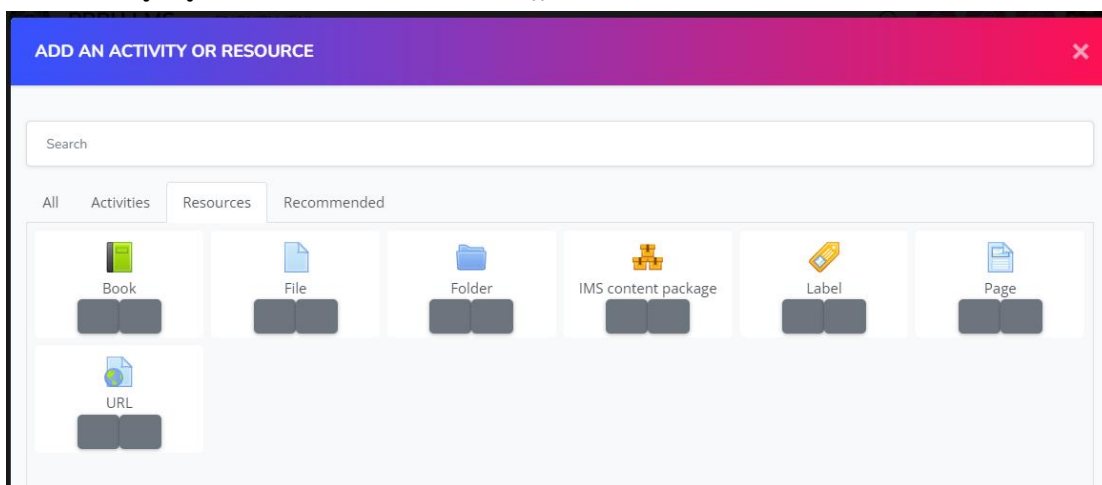 ADD AN ACTIVITY OR RESOURCE
Search
All Activities Resources Recommended
Book File Folder IMS content package Label Page
URL